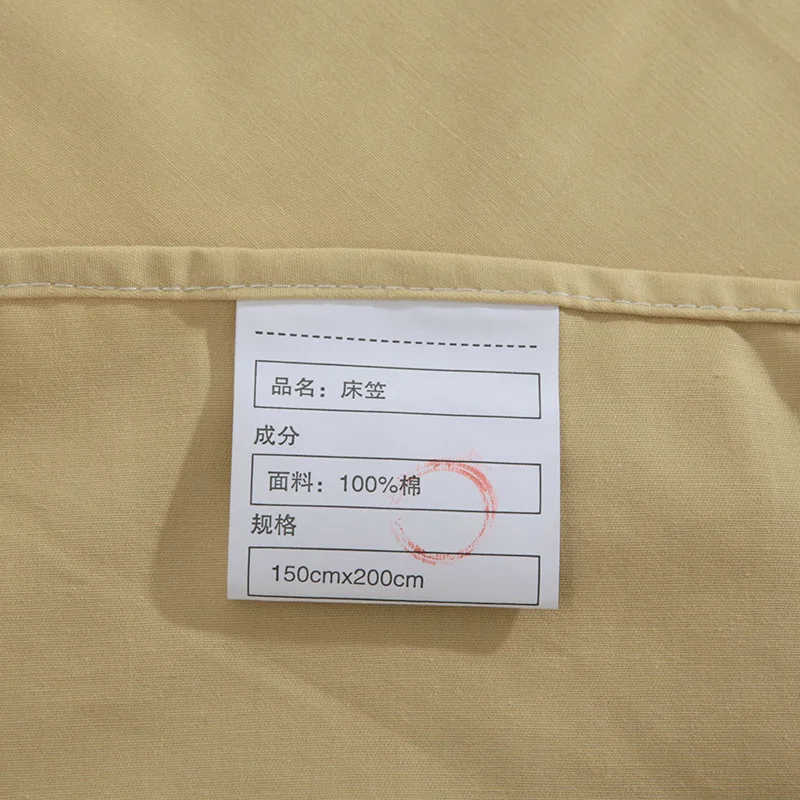 品名：床笠
成分
面料：100%棉
规格
150cmx200cm